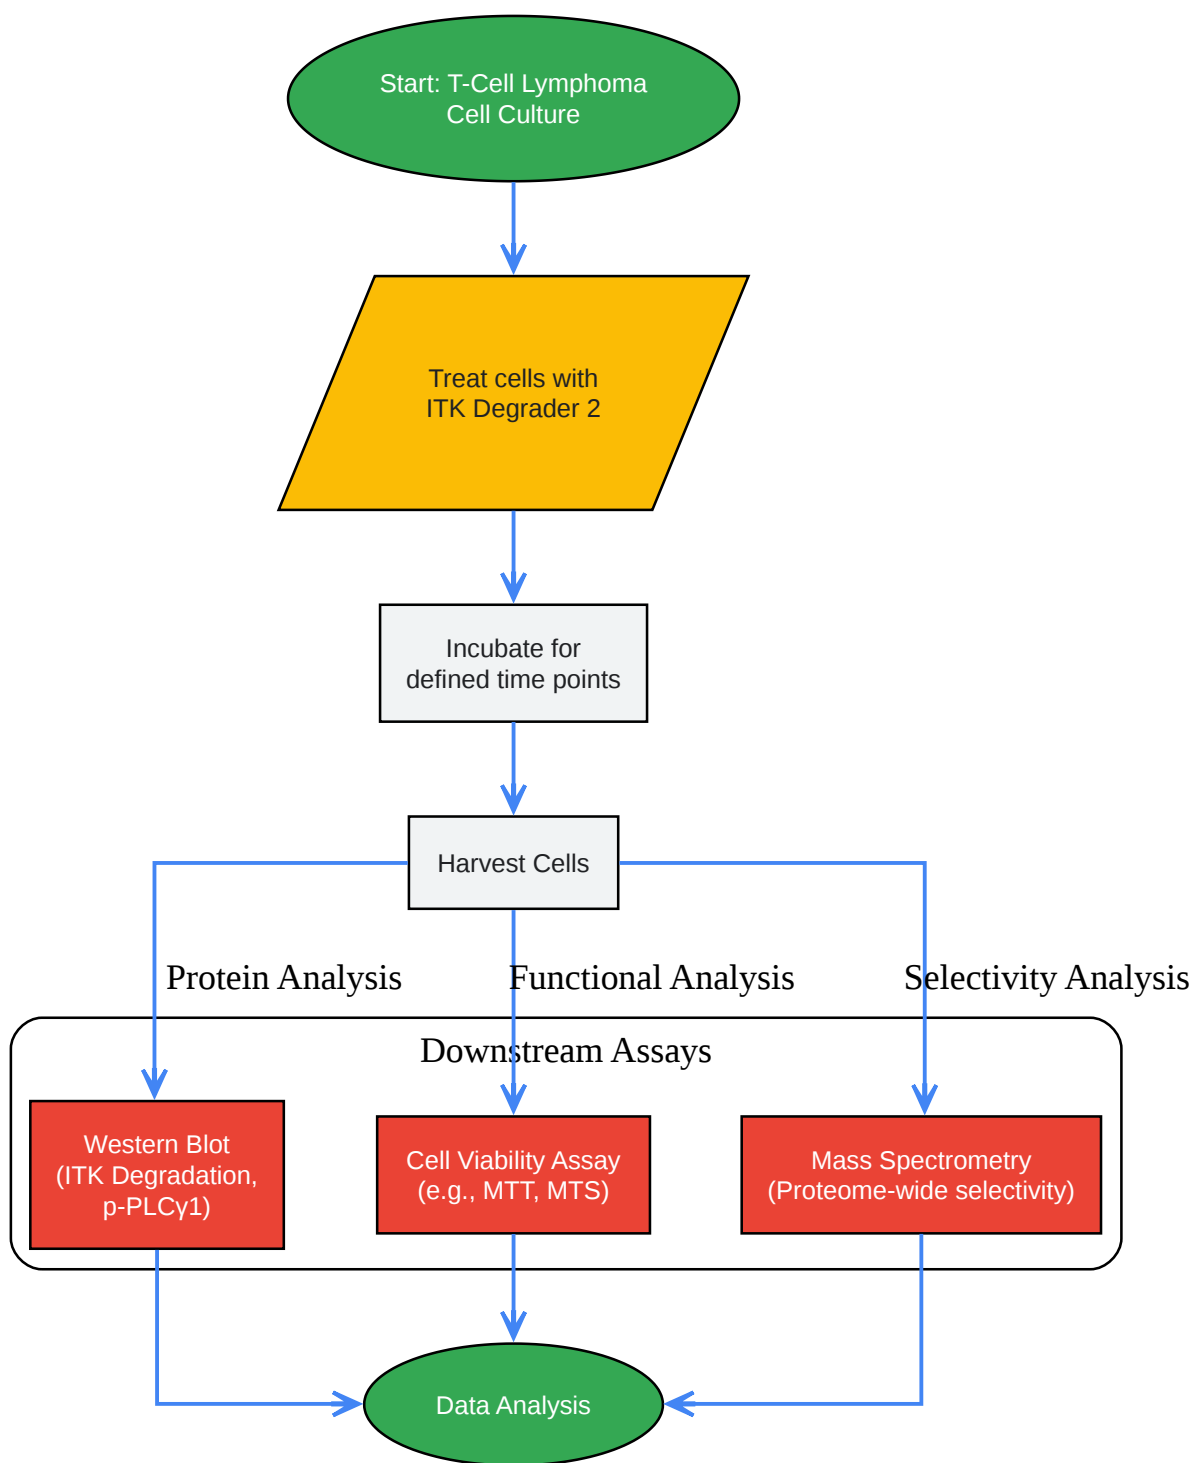 Start: T-Cell Lymphoma
Cell Culture
Treat cells with
ITK Degrader 2
Incubate for
defined time points
Harvest Cells
Protein Analysis
Functional Analysis
Selectivity Analysis
Downstream Assays
Western Blot
(ITK Degradation,
p-PLCγ1)
Cell Viability Assay
(e.g., MTT, MTS)
Mass Spectrometry
(Proteome-wide selectivity)
Data Analysis